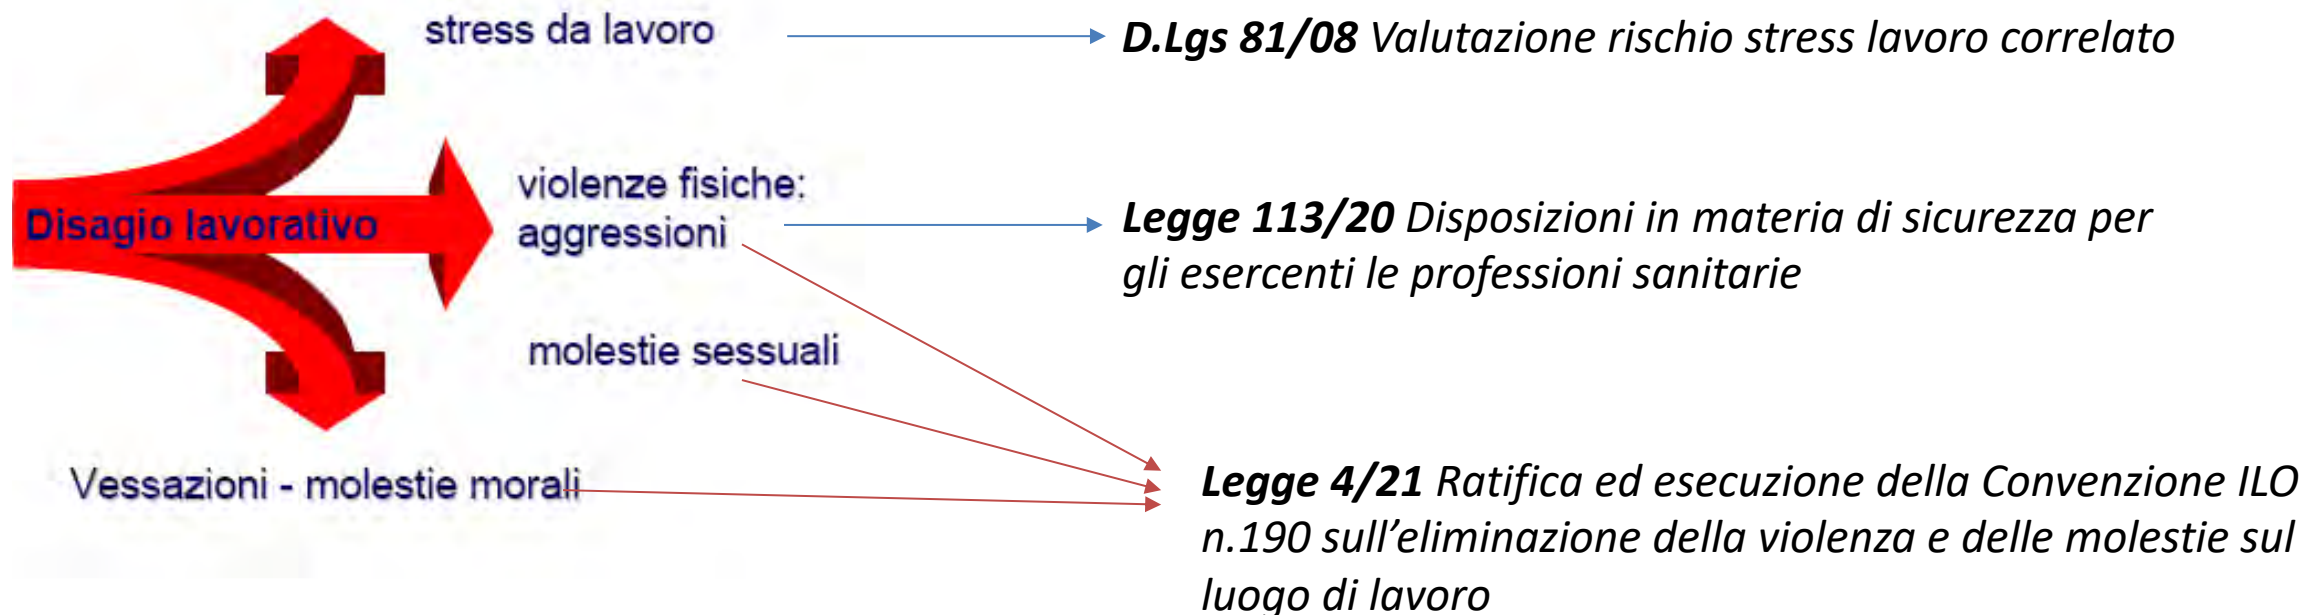 stress da lavoro
D.Lgs 81/08 Valutazione rischio stress lavoro correlato
Disagio lavorativo
violenze fisiche:
aggressioni
Legge 113/20 Disposizioni in materia di sicurezza per
gli esercenti le professioni sanitarie
molestie sessuali
Vessazioni - molestie morali
Legge 4/21 Ratifica ed esecuzione della Convenzione ILO
n.190 sull’eliminazione della violenza e delle molestie sul
luogo di lavoro